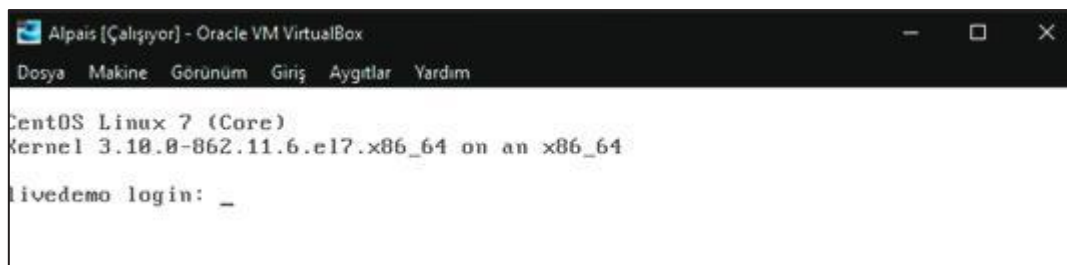 Alpais [Çalışıyor] - Oracle VM VirtualBox
Dosya Makine Görünüm Giriş Aygıtlar Yardım
CentOS Linux 7 (Core)
Kernel 3.10.0-862.11.6.el7.x86_64 on an x86_64
livedemo login: _